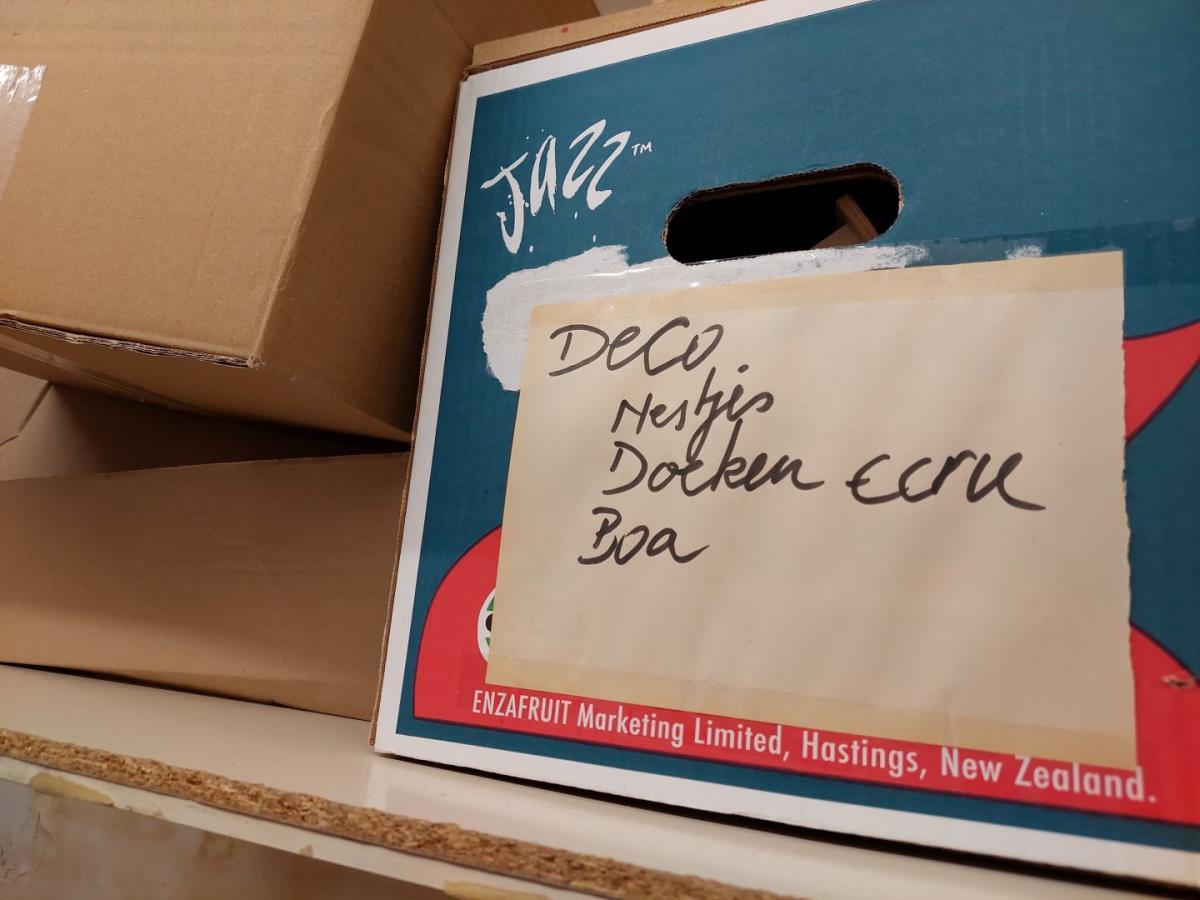 Jazz™
Deco
Nestjes
Doeken ecru
Boa
ENZAFRUIT Marketing Limited, Hastings, New Zealand.